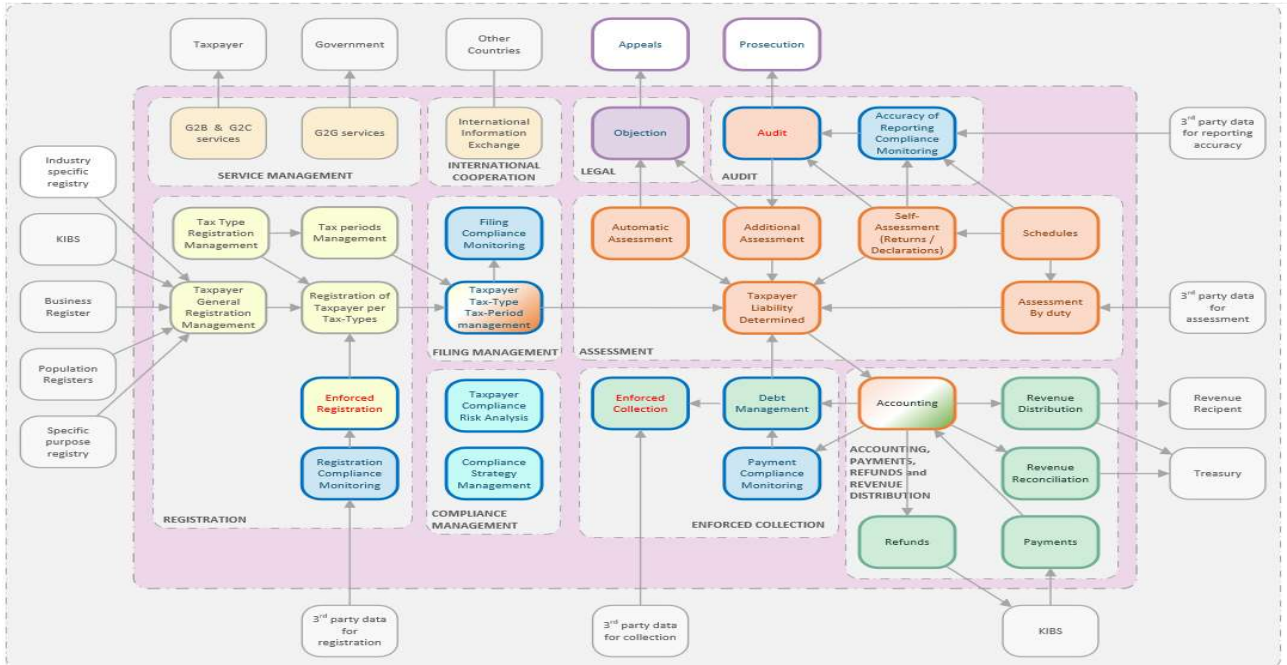 Taxpayer
Government
Other
Countries
Appeals
Prosecution
G2B & G2C
services
G2G services
International
Information
Exchange
Objection
Audit
Accuracy of
Reporting
Compliance
Monitoring
3rd party data
for reporting
accuracy
SERVICE MANAGEMENT
INTERNATIONAL
COOPERATION
LEGAL
AUDIT
Industry
specific
registry
KIBS
Business
Register
Population
Registers
Specific
purpose
registry
Tax Type
Registration
Management
Tax periods
Management
Taxpayer
General
Registration
Management
Registration of
Taxpayer per
Tax-Types
Enforced
Registration
Registration
Compliance
Monitoring
REGISTRATION
Filing
Compliance
Monitoring
Taxpayer
Tax-Type
Tax-Period
management
FILING MANAGEMENT
Taxpayer
Compliance
Risk Analysis
Compliance
Strategy
Management
COMPLIANCE
MANAGEMENT
Automatic
Assessment
Additional
Assessment
Self-
Assessment
(Returns /
Declarations)
Schedules
Taxpayer
Liability
Determined
Assessment
By duty
ASSESSMENT
3rd party data
for
assessment
Enforced
Collection
Debt
Management
Payment
Compliance
Monitoring
ENFORCED COLLECTION
Accounting
Revenue
Distribution
ACCOUNTING,
PAYMENTS,
REFUNDS and
REVENUE
DISTRIBUTION
Revenue
Reconciliation
Refunds
Payments
Revenue
Recipent
Treasury
3rd party data
for
registration
3rd party data
for collection
KIBS